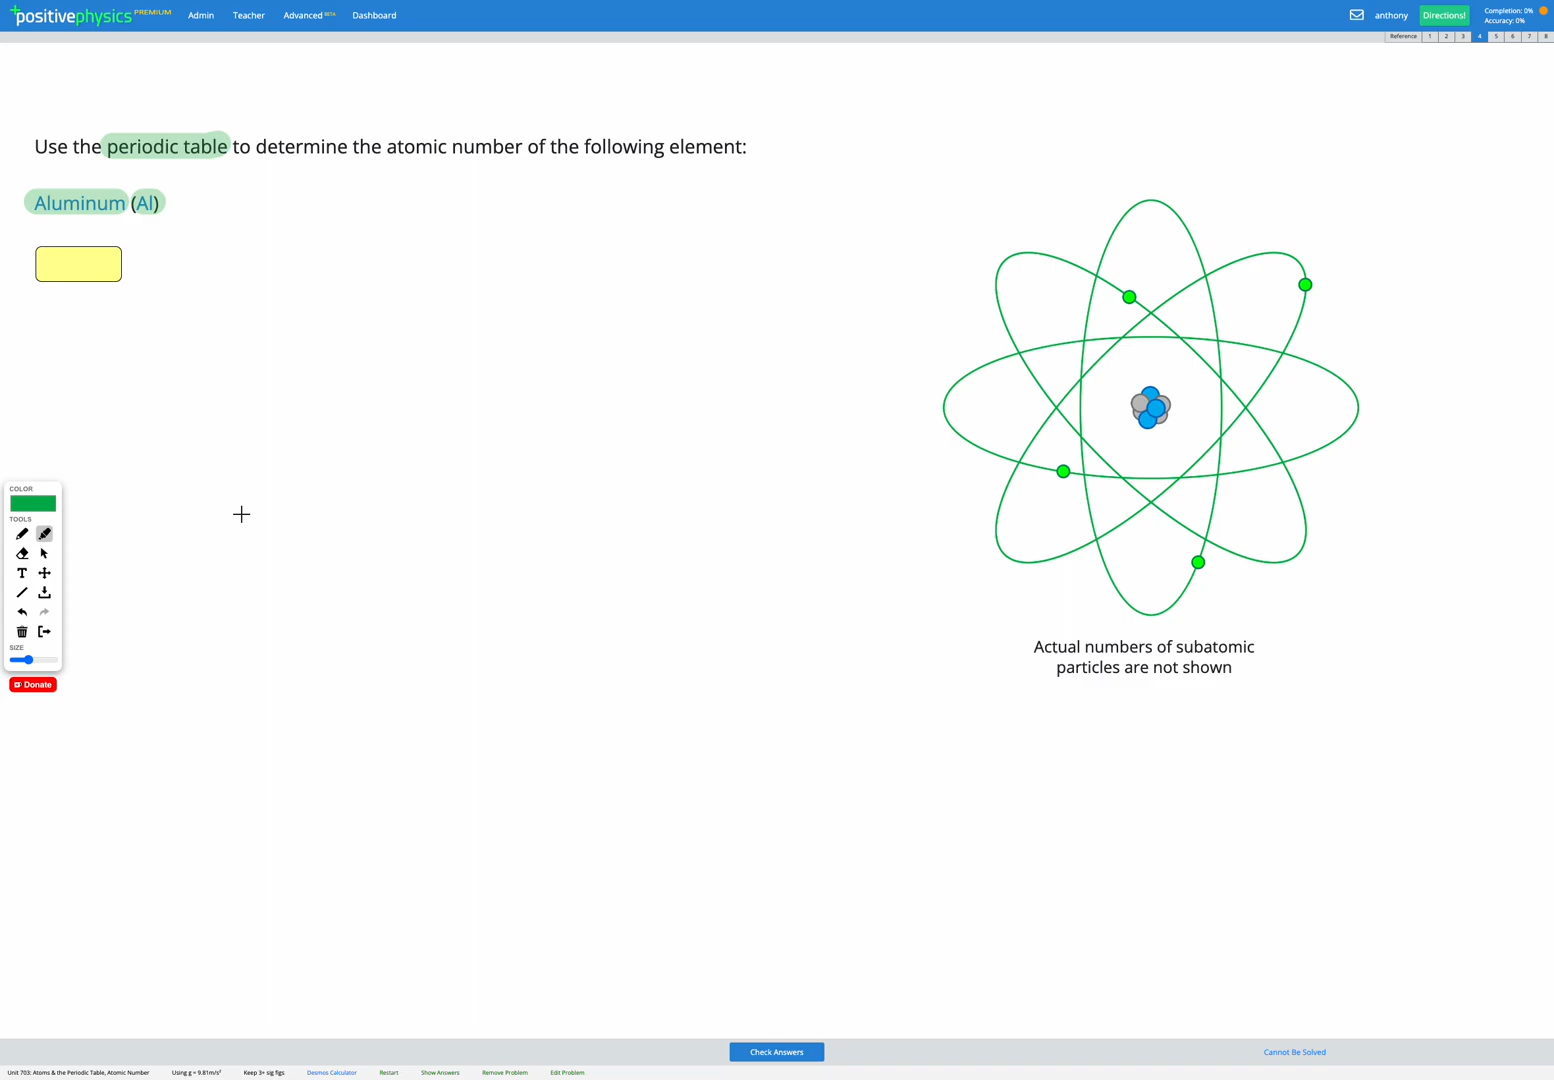 +positivephysics PREMIUM Admin Teacher Advanced BETA Dashboard anthony Directions! Completion: 0%
Accuracy: 0%
Reference 1 2 3 4 5 6 7 8
Use the periodic table to determine the atomic number of the following element:
Aluminum (Al)
COLOR
TOOLS
T
SIZE
Donate
Actual numbers of subatomic
particles are not shown
Check Answers Cannot Be Solved
Unit 703: Atoms & the Periodic Table, Atomic Number Using g = 9.81m/s² Keep 3+ sig figs Desmos Calculator Restart Show Answers Remove Problem Edit Problem